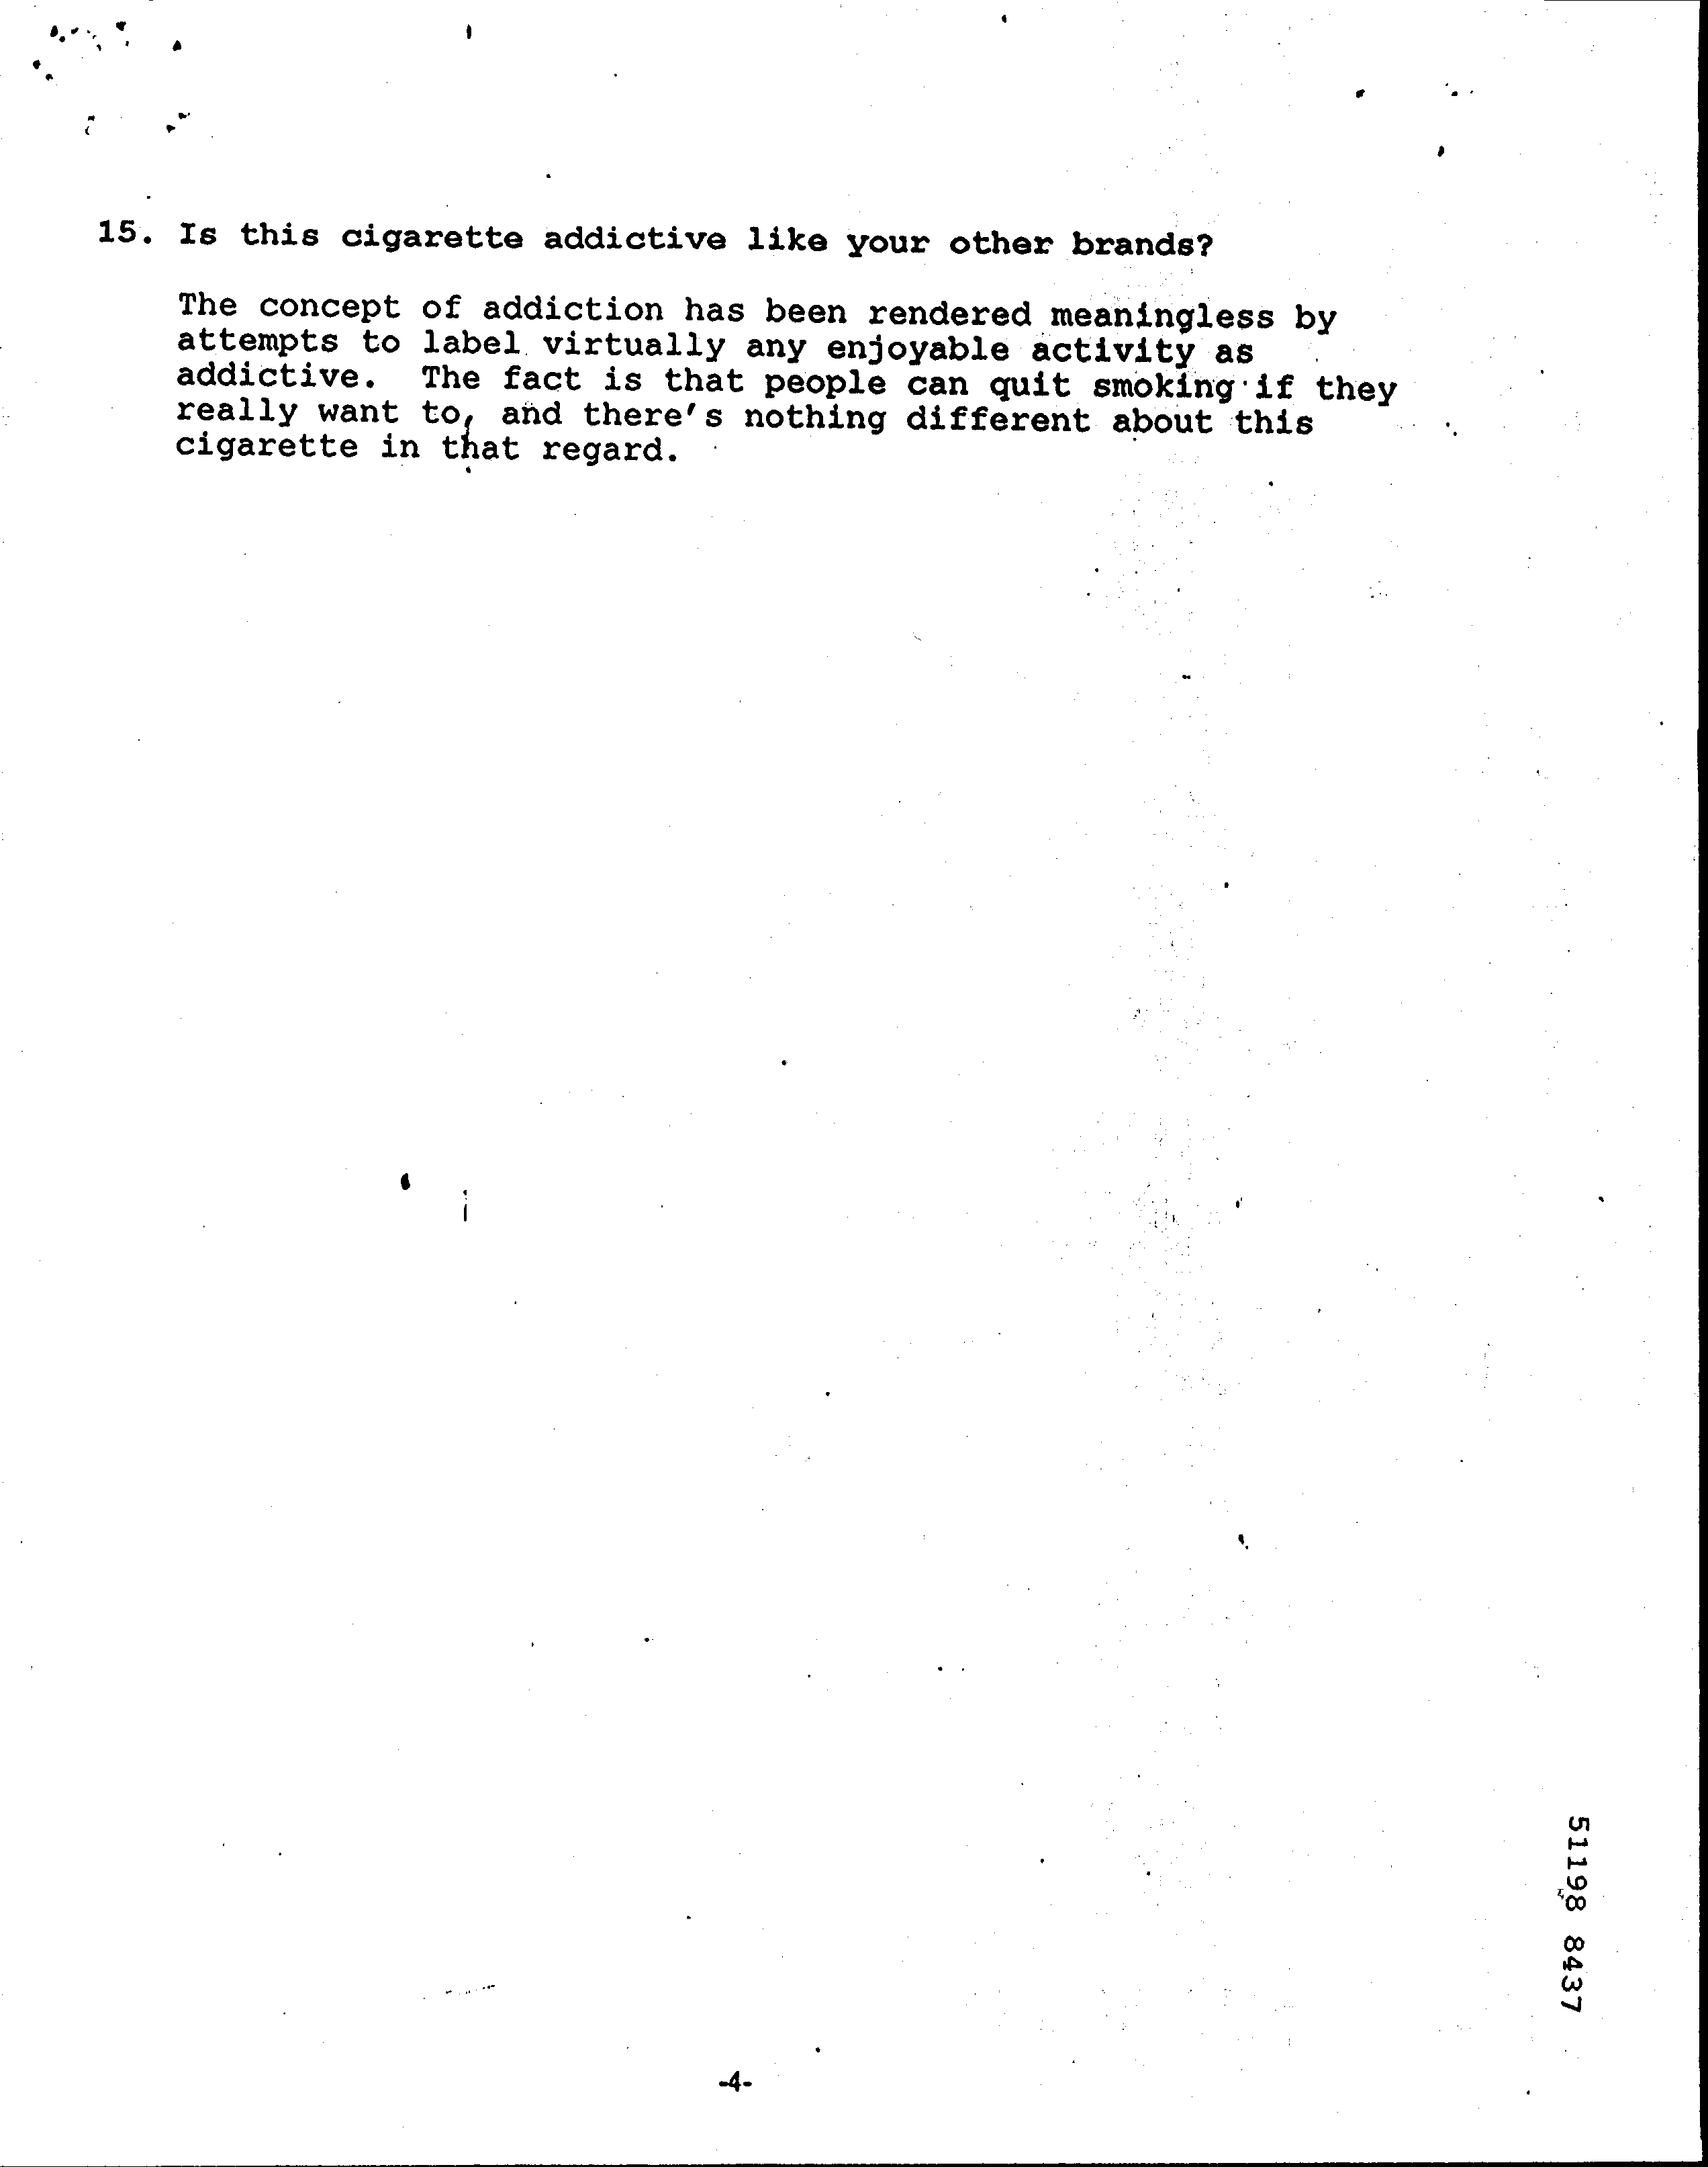 15. Is this cigarette addictive like your other brands?
The concept of addiction has been rendered meaningless by
attempts to label virtually any enjoyable activity as
addictive. The fact is that people can quit smoking if they
really want to, and there's nothing different about this
cigarette in that regard.
51198 8437
-4-